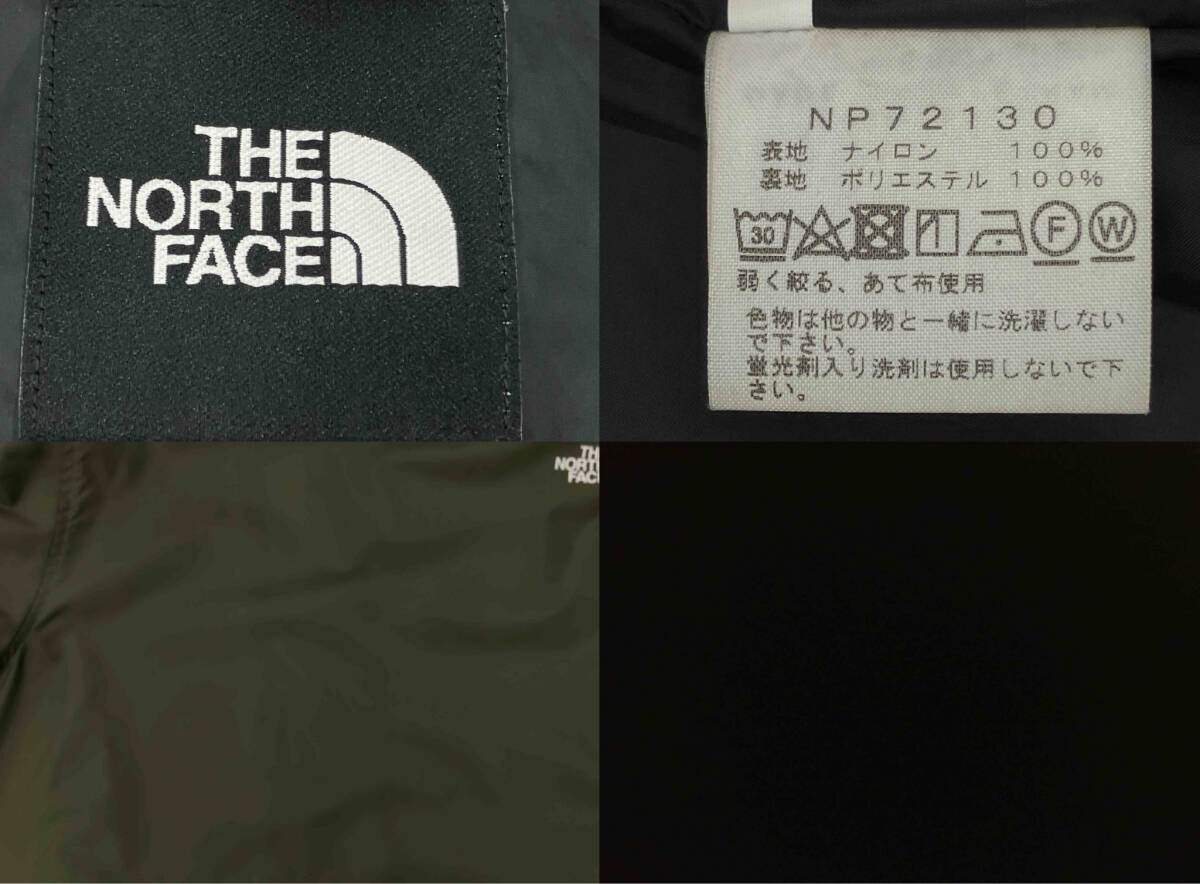 THE
NORTH
FACE
NP72130
表地 ナイロン 100%
裏地 ポリエステル 100%
30
F
W
弱く絞る、あて布使用
色物は他の物と一緒に洗濯しない
で下さい。
蛍光剤入り洗剤は使用しないで下
さい。
TH
NORT
FAC